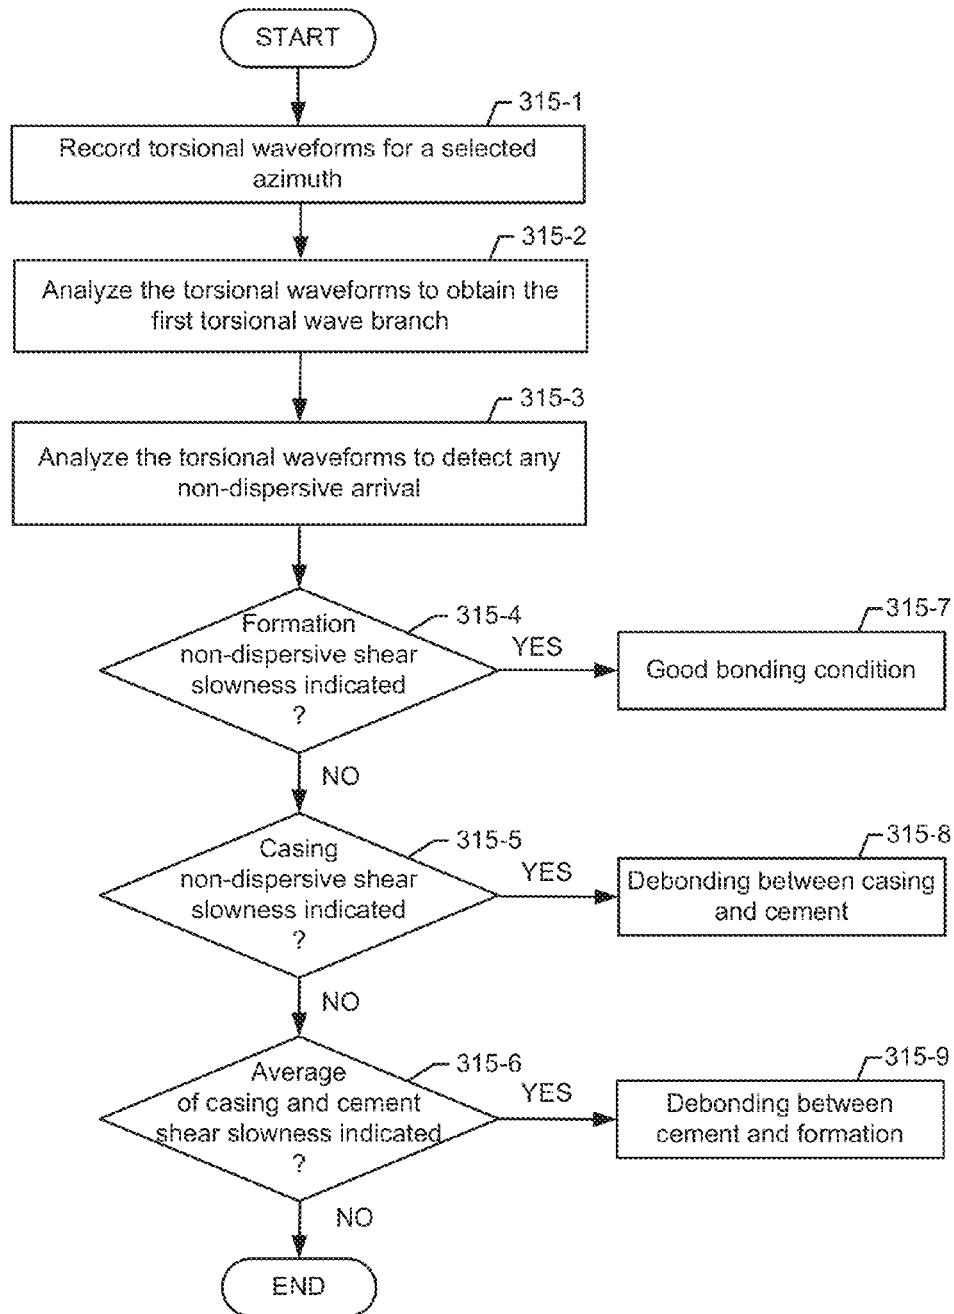 START
315-1
Record torsional waveforms for a selected
azimuth
315-2
Analyze the torsional waveforms to obtain the
first torsional wave branch
315-3
Analyze the torsional waveforms to detect any
non-dispersive arrival
315-4
Formation
non-dispersive shear
slowness indicated
?
YES
315-7
Good bonding condition
NO
315-5
Casing
non-dispersive shear
slowness indicated
?
YES
315-8
Debonding between casing
and cement
NO
315-6
Average
of casing and cement
shear slowness indicated
?
YES
315-9
Debonding between
cement and formation
NO
END